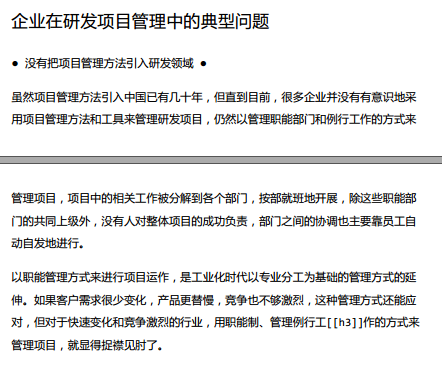 企业在研发项目管理中的典型问题
● 没有把项目管理方法引入研发领域 ●
虽然项目管理方法引入中国已有几十年，但直到目前，很多企业并没有有意识地采
用项目管理方法和工具来管理研发项目，仍然以管理职能部门和例行工作的方式来
管理项目，项目中的相关工作被分解到各个部门，按部就班地开展，除这些职能部
门的共同上级外，没有人对整体项目的成功负责，部门之间的协调也主要靠员工自
动自发地进行。
以职能管理方式来进行项目运作，是工业化时代以专业分工为基础的管理方式的延
伸。如果客户需求很少变化，产品更替慢，竞争也不够激烈，这种管理方式还能应
对，但对于快速变化和竞争激烈的行业，用职能制、管理例行工[[h3]]作的方式来
管理项目，就显得捉襟见肘了。